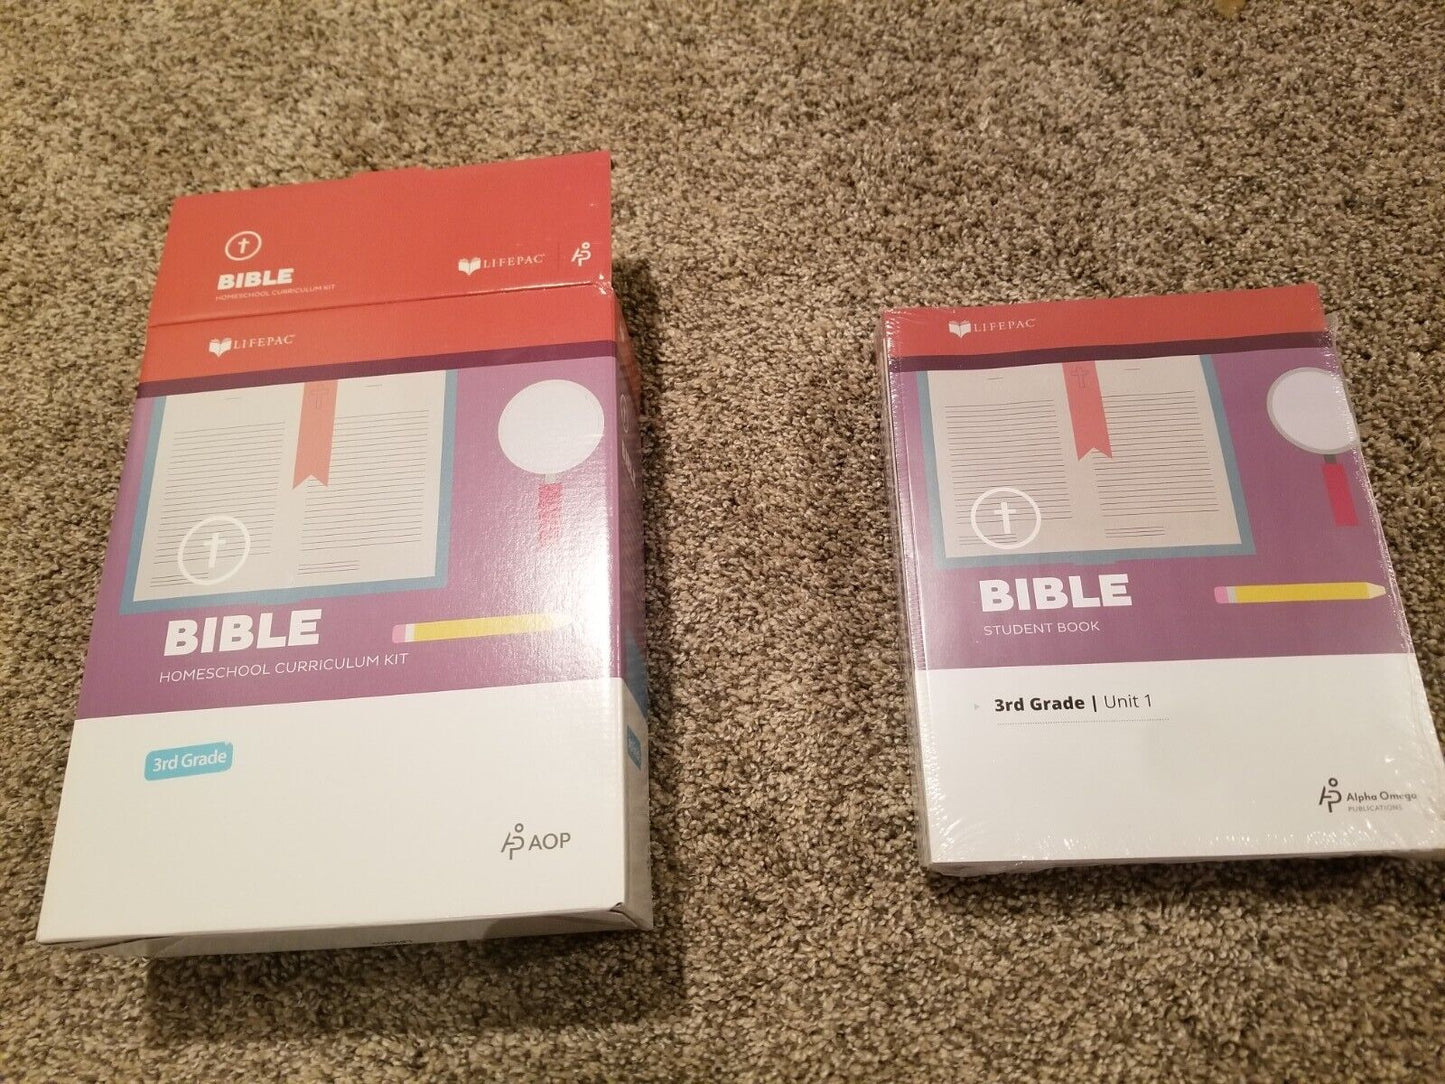 BIBLE
HOMESCHOOL CURRICULUM KIT
LIFEPAC
LIFEPAC
BIBLE
HOMESCHOOL CURRICULUM KIT
3rd Grade
AOP
LIFEPAC
BIBLE
STUDENT BOOK
3rd Grade | Unit 1
Alpha Omega
PUBLICATIONS